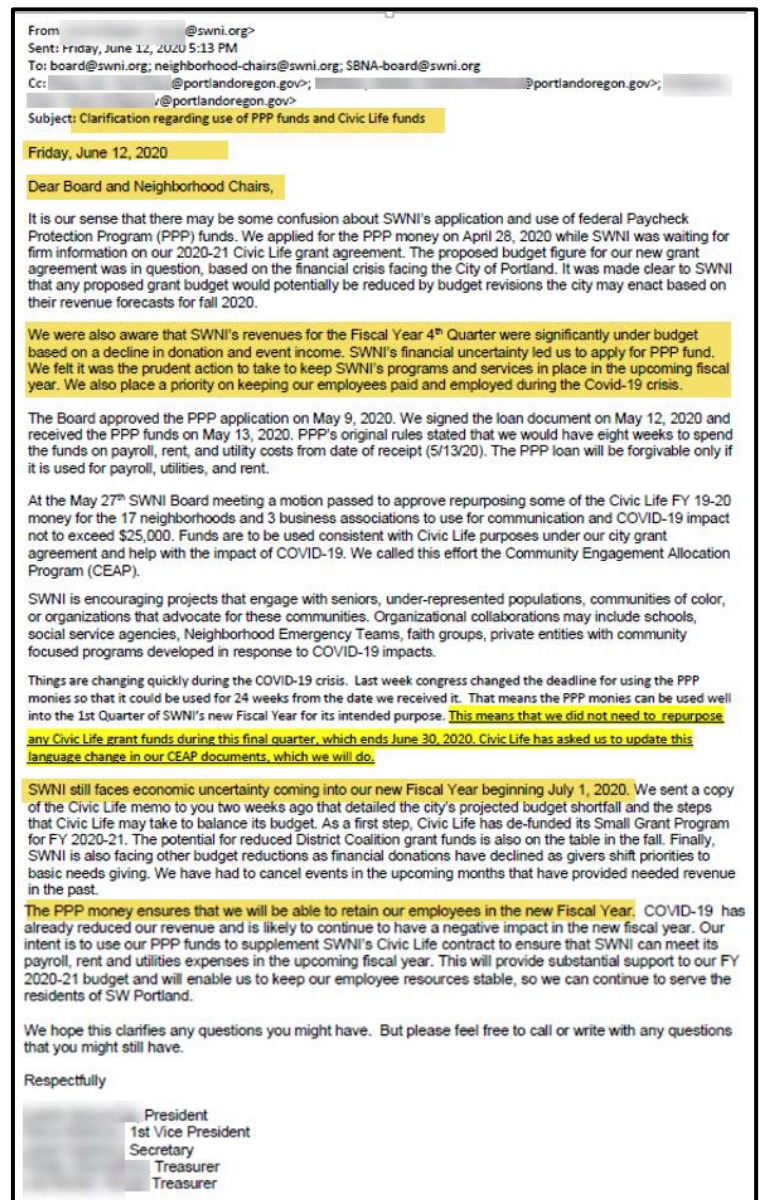 From @swni.org>
Sent: Friday, June 12, 2020 5:13 PM
To: board@swni.org; neighborhood-chairs@swni.org; SBNA-board@swni.org
Cc: @portlandoregon.gov>; @portlandoregon.gov>;
@portlandoregon.gov>
Subject: Clarification regarding use of PPP funds and Civic Life funds
Friday, June 12, 2020
Dear Board and Neighborhood Chairs,
It is our sense that there may be some confusion about SWNI's application and use of federal Paycheck
Protection Program (PPP) funds. We applied for the PPP money on April 28, 2020 while SWNI was waiting for
firm information on our 2020-21 Civic Life grant agreement. The proposed budget figure for our new grant
agreement was in question, based on the financial crisis facing the City of Portland. It was made clear to SWNI
that any proposed grant budget would potentially be reduced by budget revisions the city may enact based on
their revenue forecasts for fall 2020.
We were also aware that SWNI's revenues for the Fiscal Year 4th Quarter were significantly under budget
based on a decline in donation and event income. SWNI's financial uncertainty led us to apply for PPP fund.
We felt it was the prudent action to take to keep SWNI's programs and services in place in the upcoming fiscal
year. We also place a priority on keeping our employees paid and employed during the Covid-19 crisis.
The Board approved the PPP application on May 9, 2020. We signed the loan document on May 12, 2020 and
received the PPP funds on May 13, 2020. PPP's original rules stated that we would have eight weeks to spend
the funds on payroll, rent, and utility costs from date of receipt (5/13/20). The PPP loan will be forgivable only if
it is used for payroll, utilities, and rent.
At the May 27th SWNI Board meeting a motion passed to approve repurposing some of the Civic Life FY 19-20
money for the 17 neighborhoods and 3 business associations to use for communication and COVID-19 impact
not to exceed $25,000. Funds are to be used consistent with Civic Life purposes under our city grant
agreement and help with the impact of COVID-19. We called this effort the Community Engagement Allocation
Program (CEAP).
SWNI is encouraging projects that engage with seniors, under-represented populations, communities of color,
or organizations that advocate for these communities. Organizational collaborations may include schools,
social service agencies, Neighborhood Emergency Teams, faith groups, private entities with community
focused programs developed in response to COVID-19 impacts.
Things are changing quickly during the COVID-19 crisis. Last week congress changed the deadline for using the PPP
monies so that it could be used for 24 weeks from the date we received it. That means the PPP monies can be used well
into the 1st Quarter of SWNI's new Fiscal Year for its intended purpose. This means that we did not need to repurpose
any Civic Life grant funds during this final quarter, which ends June 30, 2020. Civic Life has asked us to update this
language change in our CEAP documents, which we will do.
SWNI still faces economic uncertainty coming into our new Fiscal Year beginning July 1, 2020. We sent a copy
of the Civic Life memo to you two weeks ago that detailed the city's projected budget shortfall and the steps
that Civic Life may take to balance its budget. As a first step, Civic Life has de-funded its Small Grant Program
for FY 2020-21. The potential for reduced District Coalition grant funds is also on the table in the fall. Finally,
SWNI is also facing other budget reductions as financial donations have declined as givers shift priorities to
basic needs giving. We have had to cancel events in the upcoming months that have provided needed revenue
in the past.
The PPP money ensures that we will be able to retain our employees in the new Fiscal Year. COVID-19 has
already reduced our revenue and is likely to continue to have a negative impact in the new fiscal year. Our
intent is to use our PPP funds to supplement SWNI's Civic Life contract to ensure that SWNI can meet its
payroll, rent and utilities expenses in the upcoming fiscal year. This will provide substantial support to our FY
2020-21 budget and will enable us to keep our employee resources stable, so we can continue to serve the
residents of SW Portland.
We hope this clarifies any questions you might have. But please feel free to call or write with any questions
that you might still have.
Respectfully
, President
1st Vice President
Secretary
Treasurer
Treasurer